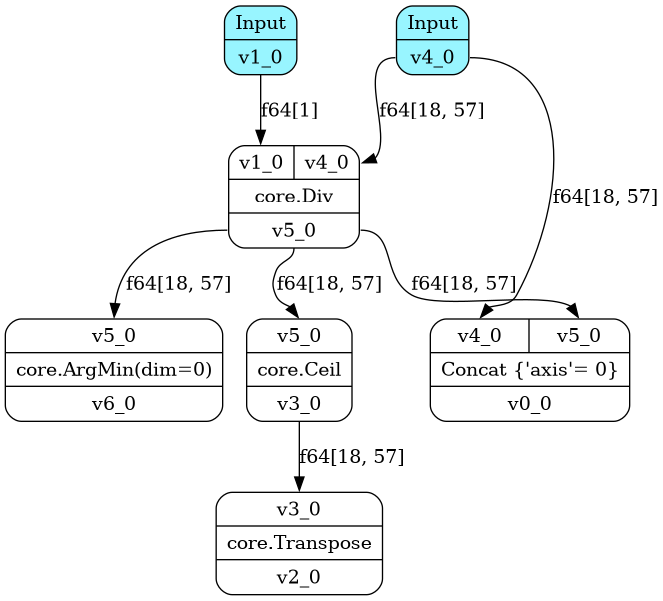 Input
v1_0
Input
v4_0
f64[1]
f64[18, 57]
v1_0
v4_0
core.Div
v5_0
f64[18, 57]
f64[18, 57]
f64[18, 57]
f64[18, 57]
v5_0
core.ArgMin(dim=0)
v6_0
v5_0
core.Ceil
v3_0
v4_0
v5_0
Concat {'axis'= 0}
v0_0
f64[18, 57]
v3_0
core.Transpose
v2_0